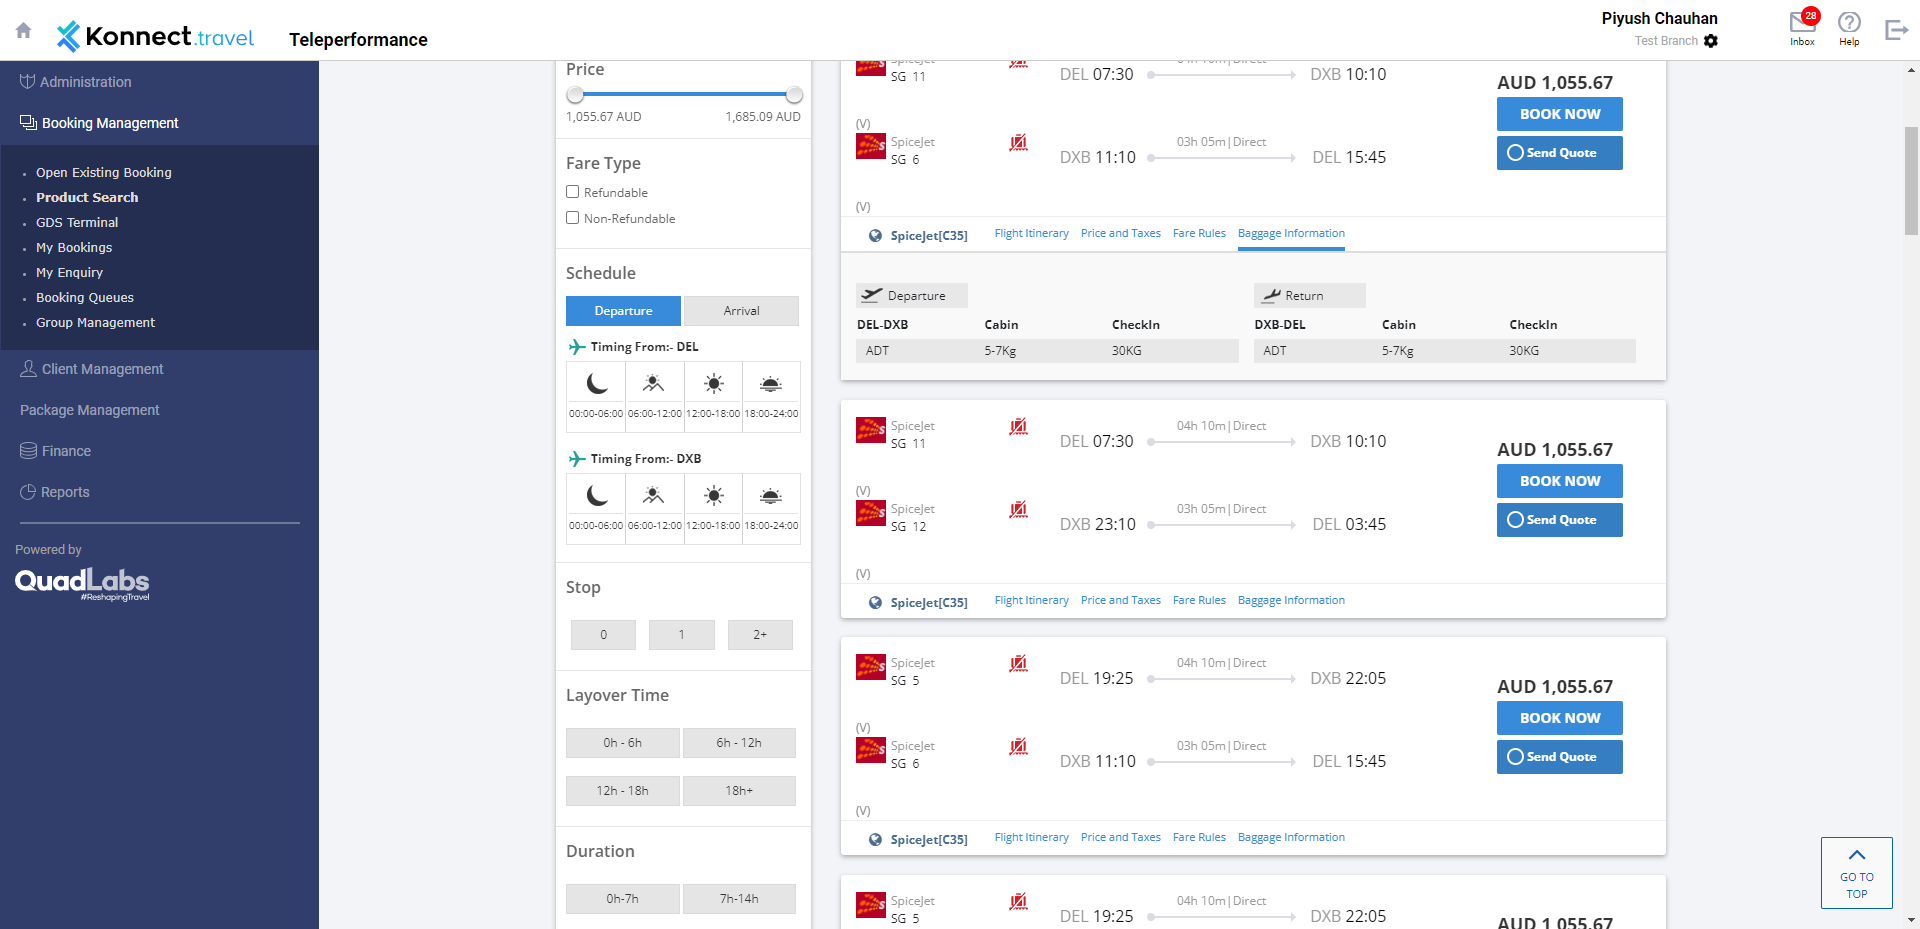 Konnect.travel
Teleperformance
Piyush Chauhan
Test Branch
28
Inbox
Help
Administration
Booking Management
Open Existing Booking
Product Search
GDS Terminal
My Bookings
My Enquiry
Booking Queues
Group Management
Client Management
Package Management
Finance
Reports
Powered by
QuadLabs
#ReshapingTravel
Price
1,055.67 AUD 1,685.09 AUD
Fare Type
Refundable
Non-Refundable
Schedule
Departure Arrival
Timing From:- DEL
00:00-06:00 06:00-12:00 12:00-18:00 18:00-24:00
Timing From:- DXB
00:00-06:00 06:00-12:00 12:00-18:00 18:00-24:00
Stop
0 1 2+
Layover Time
0h - 6h 6h - 12h
12h - 18h 18h+
Duration
0h-7h 7h-14h
SpiceJet
SG 11
04h 10m|Direct
DEL 07:30 DXB 10:10
AUD 1,055.67
BOOK NOW
Send Quote
(V)
SpiceJet
SG 6
03h 05m|Direct
DXB 11:10 DEL 15:45
(V)
SpiceJet[C35] Flight Itinerary Price and Taxes Fare Rules Baggage Information
Departure
DEL-DXB Cabin CheckIn
ADT 5-7Kg 30KG
Return
DXB-DEL Cabin CheckIn
ADT 5-7Kg 30KG
SpiceJet
SG 11
04h 10m|Direct
DEL 07:30 DXB 10:10
AUD 1,055.67
BOOK NOW
Send Quote
(V)
SpiceJet
SG 12
03h 05m|Direct
DXB 23:10 DEL 03:45
(V)
SpiceJet[C35] Flight Itinerary Price and Taxes Fare Rules Baggage Information
SpiceJet
SG 5
04h 10m|Direct
DEL 19:25 DXB 22:05
AUD 1,055.67
BOOK NOW
Send Quote
(V)
SpiceJet
SG 6
03h 05m|Direct
DXB 11:10 DEL 15:45
(V)
SpiceJet[C35] Flight Itinerary Price and Taxes Fare Rules Baggage Information
SpiceJet
SG 5
04h 10m|Direct
DEL 19:25 DXB 22:05
AUD 1,055.67
GO TO
TOP